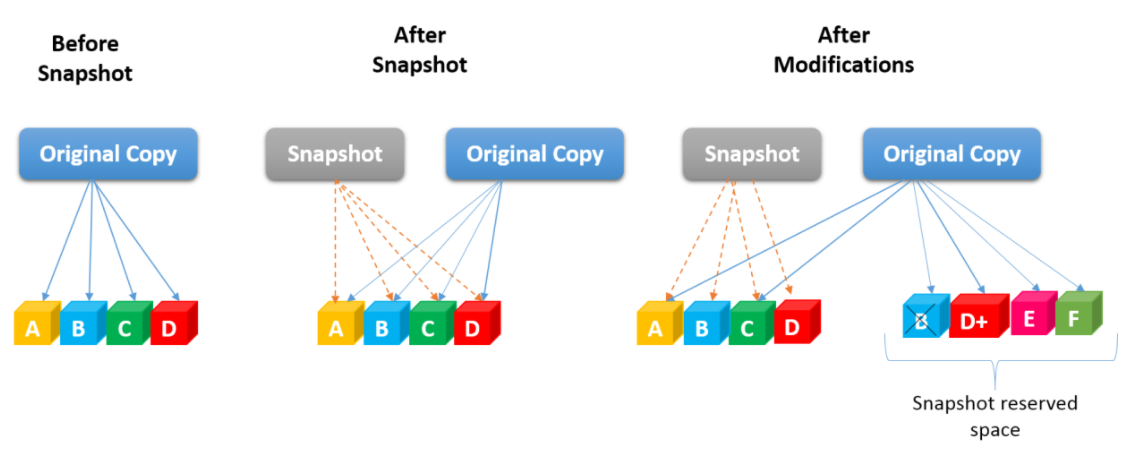 Before
Snapshot
After
Snapshot
After
Modifications
Original Copy
Snapshot
Original Copy
Snapshot
Original Copy
A B C D
A B C D
A B C D
B D+ E F
Snapshot reserved
space